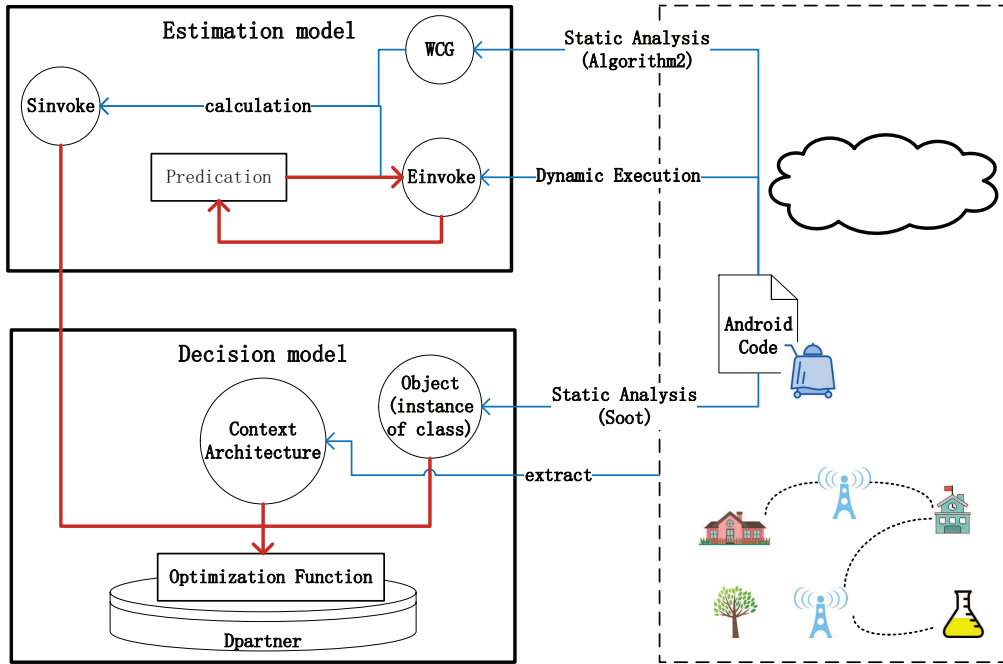 Estimation model
WCG
Static Analysis
(Algorithm2)
Sinvoke
calculation
Predication
Einvoke
Dynamic Execution
Android
Code
Decision model
Object
(instance
of class)
Static Analysis
(Soot)
Context
Architecture
extract
Optimization Function
Dpartner